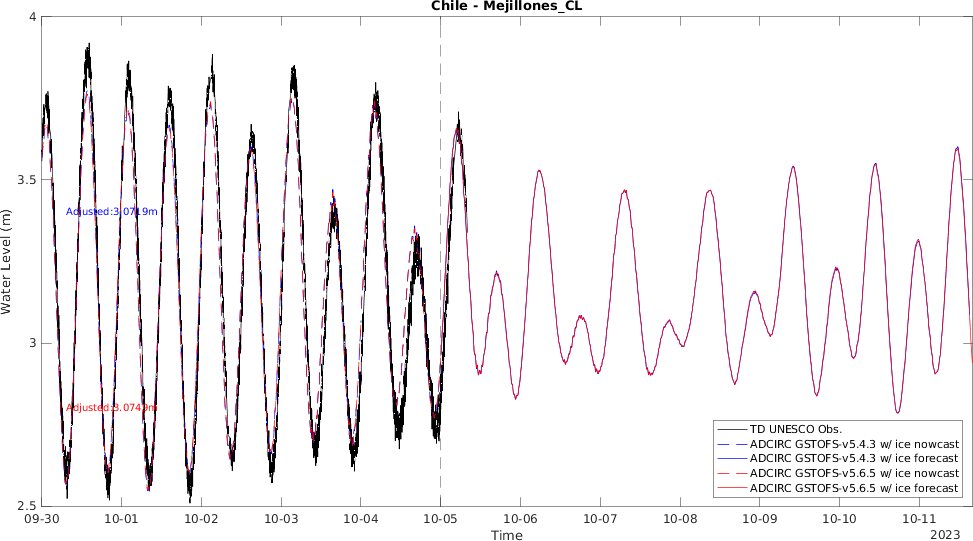 Chile - Mejillones_CL
4
3.5
3
2.5
Water Level (m)
Adjusted:3.0719m
Adjusted:3.0749m
TD UNESCO Obs.
ADCIRC GSTOFS-v5.4.3 w/ ice nowcast
ADCIRC GSTOFS-v5.4.3 w/ ice forecast
ADCIRC GSTOFS-v5.6.5 w/ ice nowcast
ADCIRC GSTOFS-v5.6.5 w/ ice forecast
09-30 10-01 10-02 10-03 10-04 10-05 10-06 10-07 10-08 10-09 10-10 10-11
Time
2023